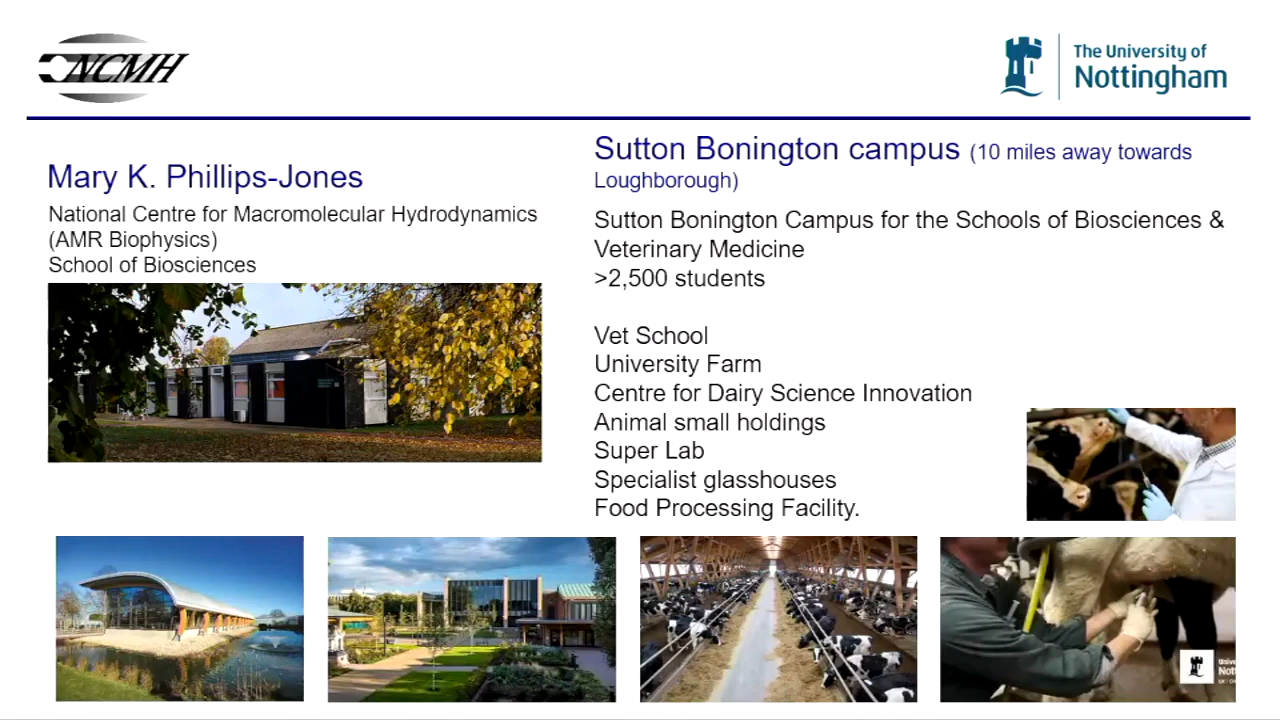 NCMH
The University of
Nottingham
Mary K. Phillips-Jones
National Centre for Macromolecular Hydrodynamics
(AMR Biophysics)
School of Biosciences
Sutton Bonington campus (10 miles away towards
Loughborough)
Sutton Bonington Campus for the Schools of Biosciences &
Veterinary Medicine
>2,500 students
Vet School
University Farm
Centre for Dairy Science Innovation
Animal small holdings
Super Lab
Specialist glasshouses
Food Processing Facility.